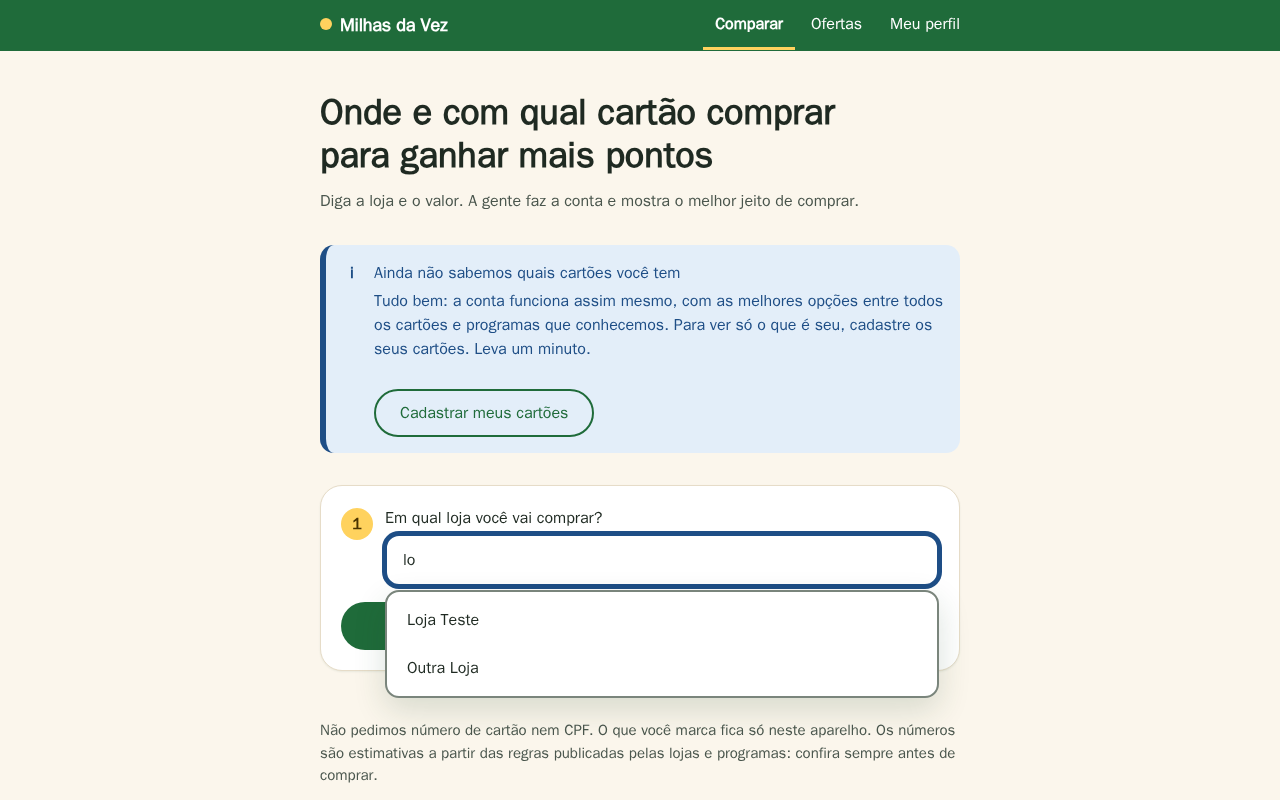 Milhas da Vez
Comparar
Ofertas
Meu perfil
Onde e com qual cartão comprar
para ganhar mais pontos
Diga a loja e o valor. A gente faz a conta e mostra o melhor jeito de comprar.
i
Ainda não sabemos quais cartões você tem
Tudo bem: a conta funciona assim mesmo, com as melhores opções entre todos
os cartões e programas que conhecemos. Para ver só o que é seu, cadastre os
seus cartões. Leva um minuto.
Cadastrar meus cartões
1
Em qual loja você vai comprar?
lo
Loja Teste
Outra Loja
Não pedimos número de cartão nem CPF. O que você marca fica só neste aparelho. Os números
são estimativas a partir das regras publicadas pelas lojas e programas: confira sempre antes de
comprar.